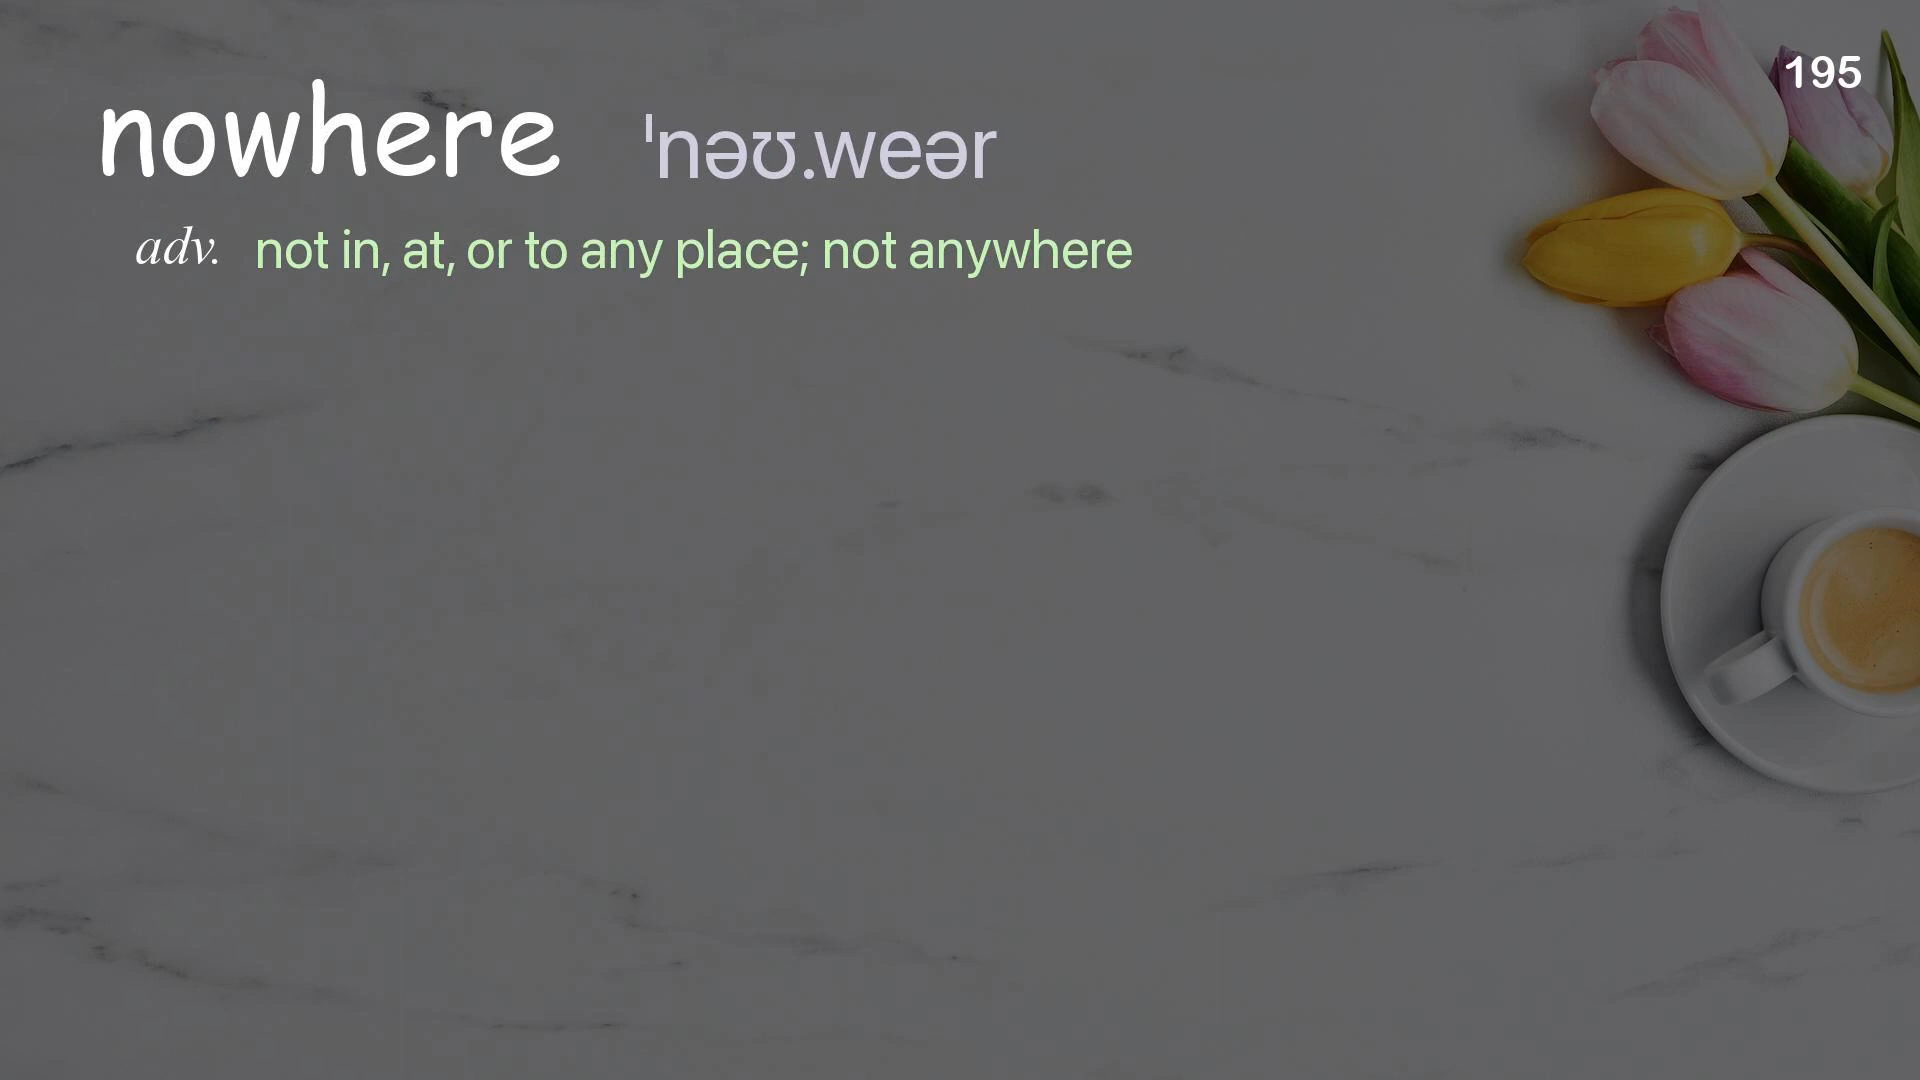 195
nowhere ˈnəʊ.weər
adv. not in, at, or to any place; not anywhere